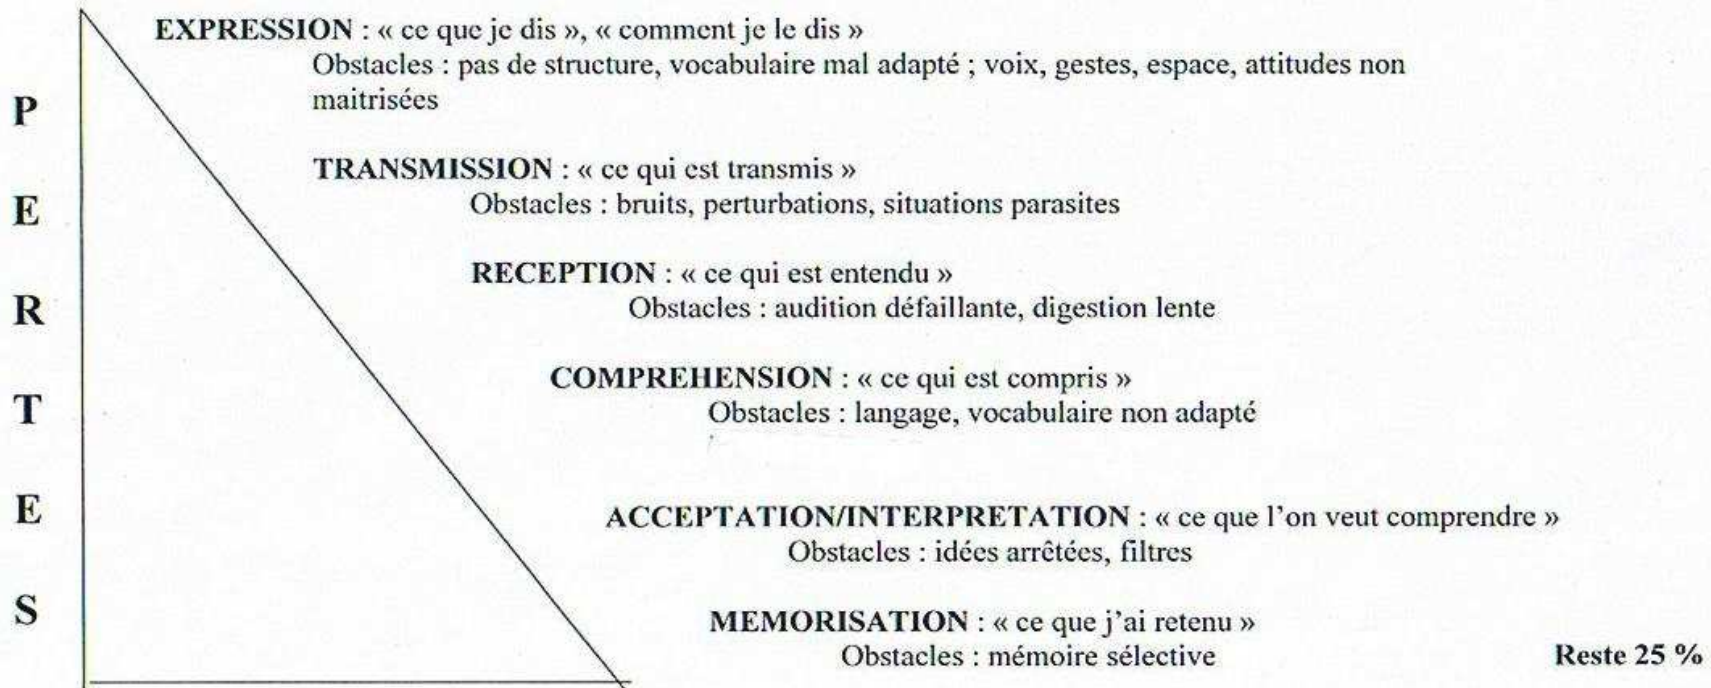 EXPRESSION : « ce que je dis », « comment je le dis »
Obstacles : pas de structure, vocabulaire mal adapté ; voix, gestes, espace, attitudes non
maitrisées
TRANSMISSION : « ce qui est transmis »
Obstacles : bruits, perturbations, situations parasites
RECEPTION : « ce qui est entendu »
Obstacles : audition défaillante, digestion lente
COMPREHENSION : « ce qui est compris »
Obstacles : langage, vocabulaire non adapté
ACCEPTATION/INTERPRETATION : « ce que l'on veut comprendre »
Obstacles : idées arrêtées, filtres
MEMORISATION : « ce que j'ai retenu »
Obstacles : mémoire sélective
Reste 25 %
P
E
R
T
E
S